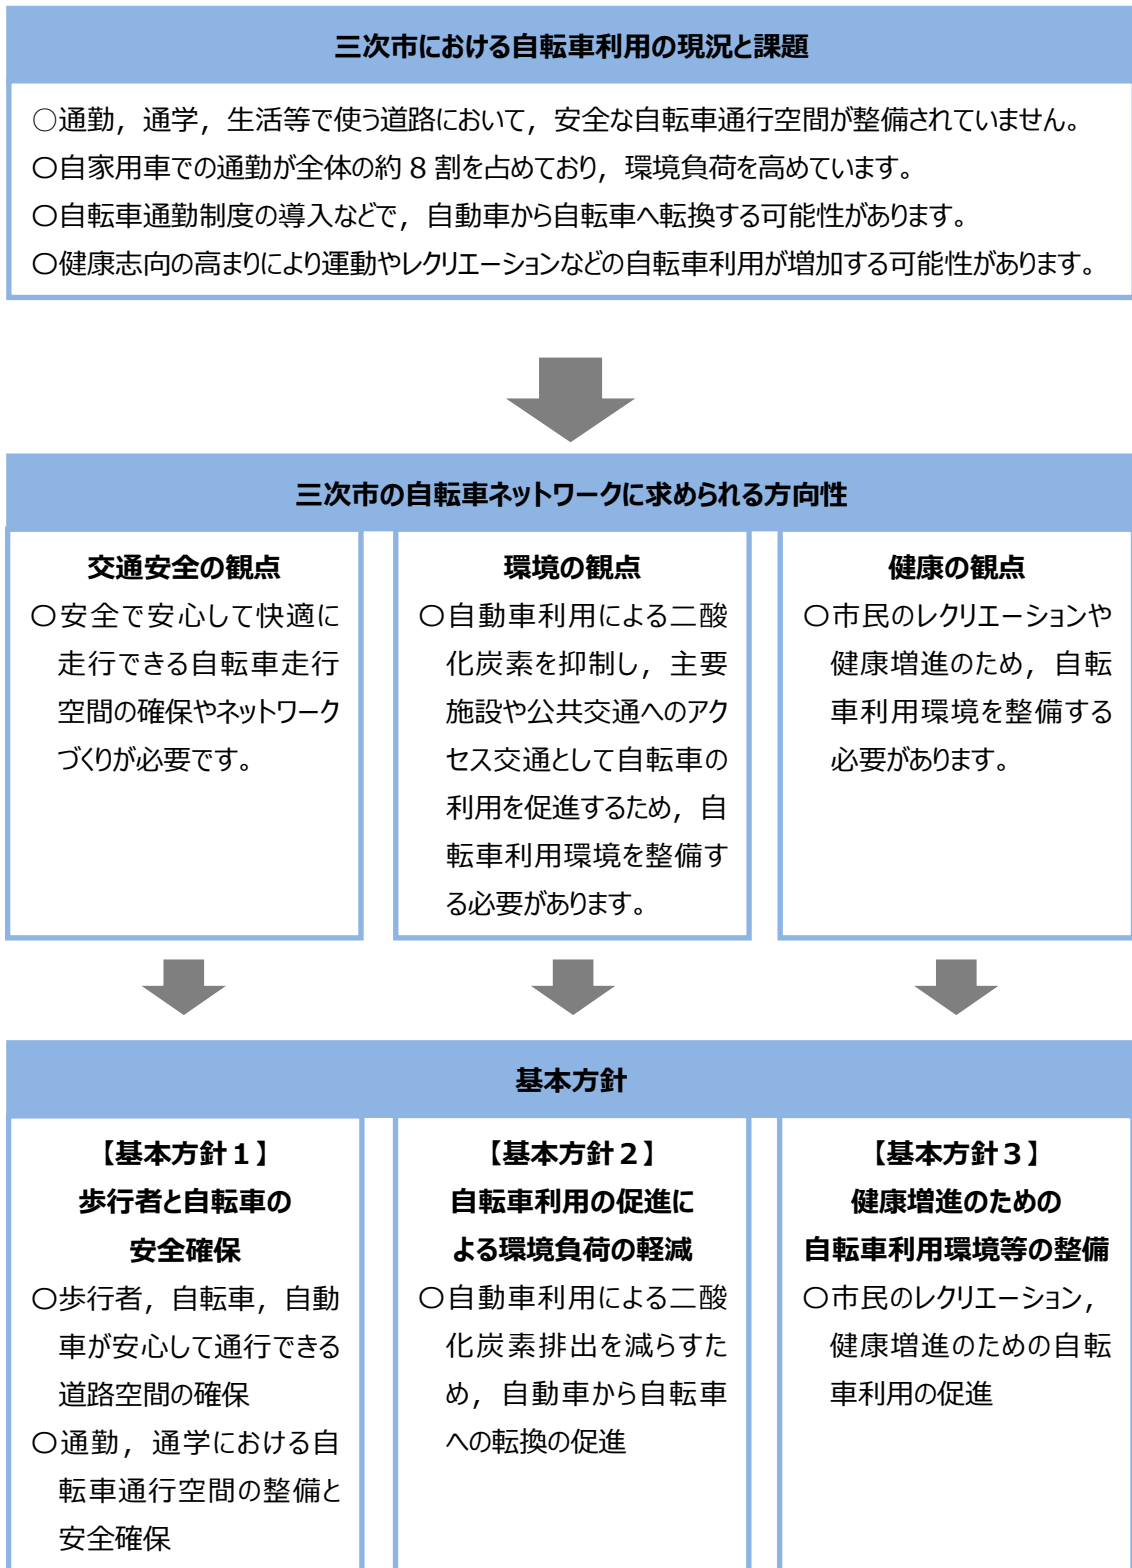 三次市における自転車利用の現況と課題
○通勤，通学，生活等で使う道路において，安全な自転車通行空間が整備されていません。
○自家用車での通勤が全体の約 8 割を占めており，環境負荷を高めています。
○自転車通勤制度の導入などで，自動車から自転車へ転換する可能性があります。
○健康志向の高まりにより運動やレクリエーションなどの自転車利用が増加する可能性があります。
三次市の自転車ネットワークに求められる方向性
交通安全の観点
○安全で安心して快適に
走行できる自転車走行
空間の確保やネットワーク
づくりが必要です。
環境の観点
○自動車利用による二酸
化炭素を抑制し，主要
施設や公共交通へのアク
セス交通として自転車の
利用を促進するため，自
転車利用環境を整備す
る必要があります。
健康の観点
○市民のレクリエーションや
健康増進のため，自転
車利用環境を整備する
必要があります。
基本方針
【基本方針１】
歩行者と自転車の
安全確保
○歩行者，自転車，自動
車が安心して通行できる
道路空間の確保
○通勤，通学における自
転車通行空間の整備と
安全確保
【基本方針２】
自転車利用の促進に
よる環境負荷の軽減
○自動車利用による二酸
化炭素排出を減らすた
め，自動車から自転車
への転換の促進
【基本方針３】
健康増進のための
自転車利用環境等の整備
○市民のレクリエーション，
健康増進のための自転
車利用の促進